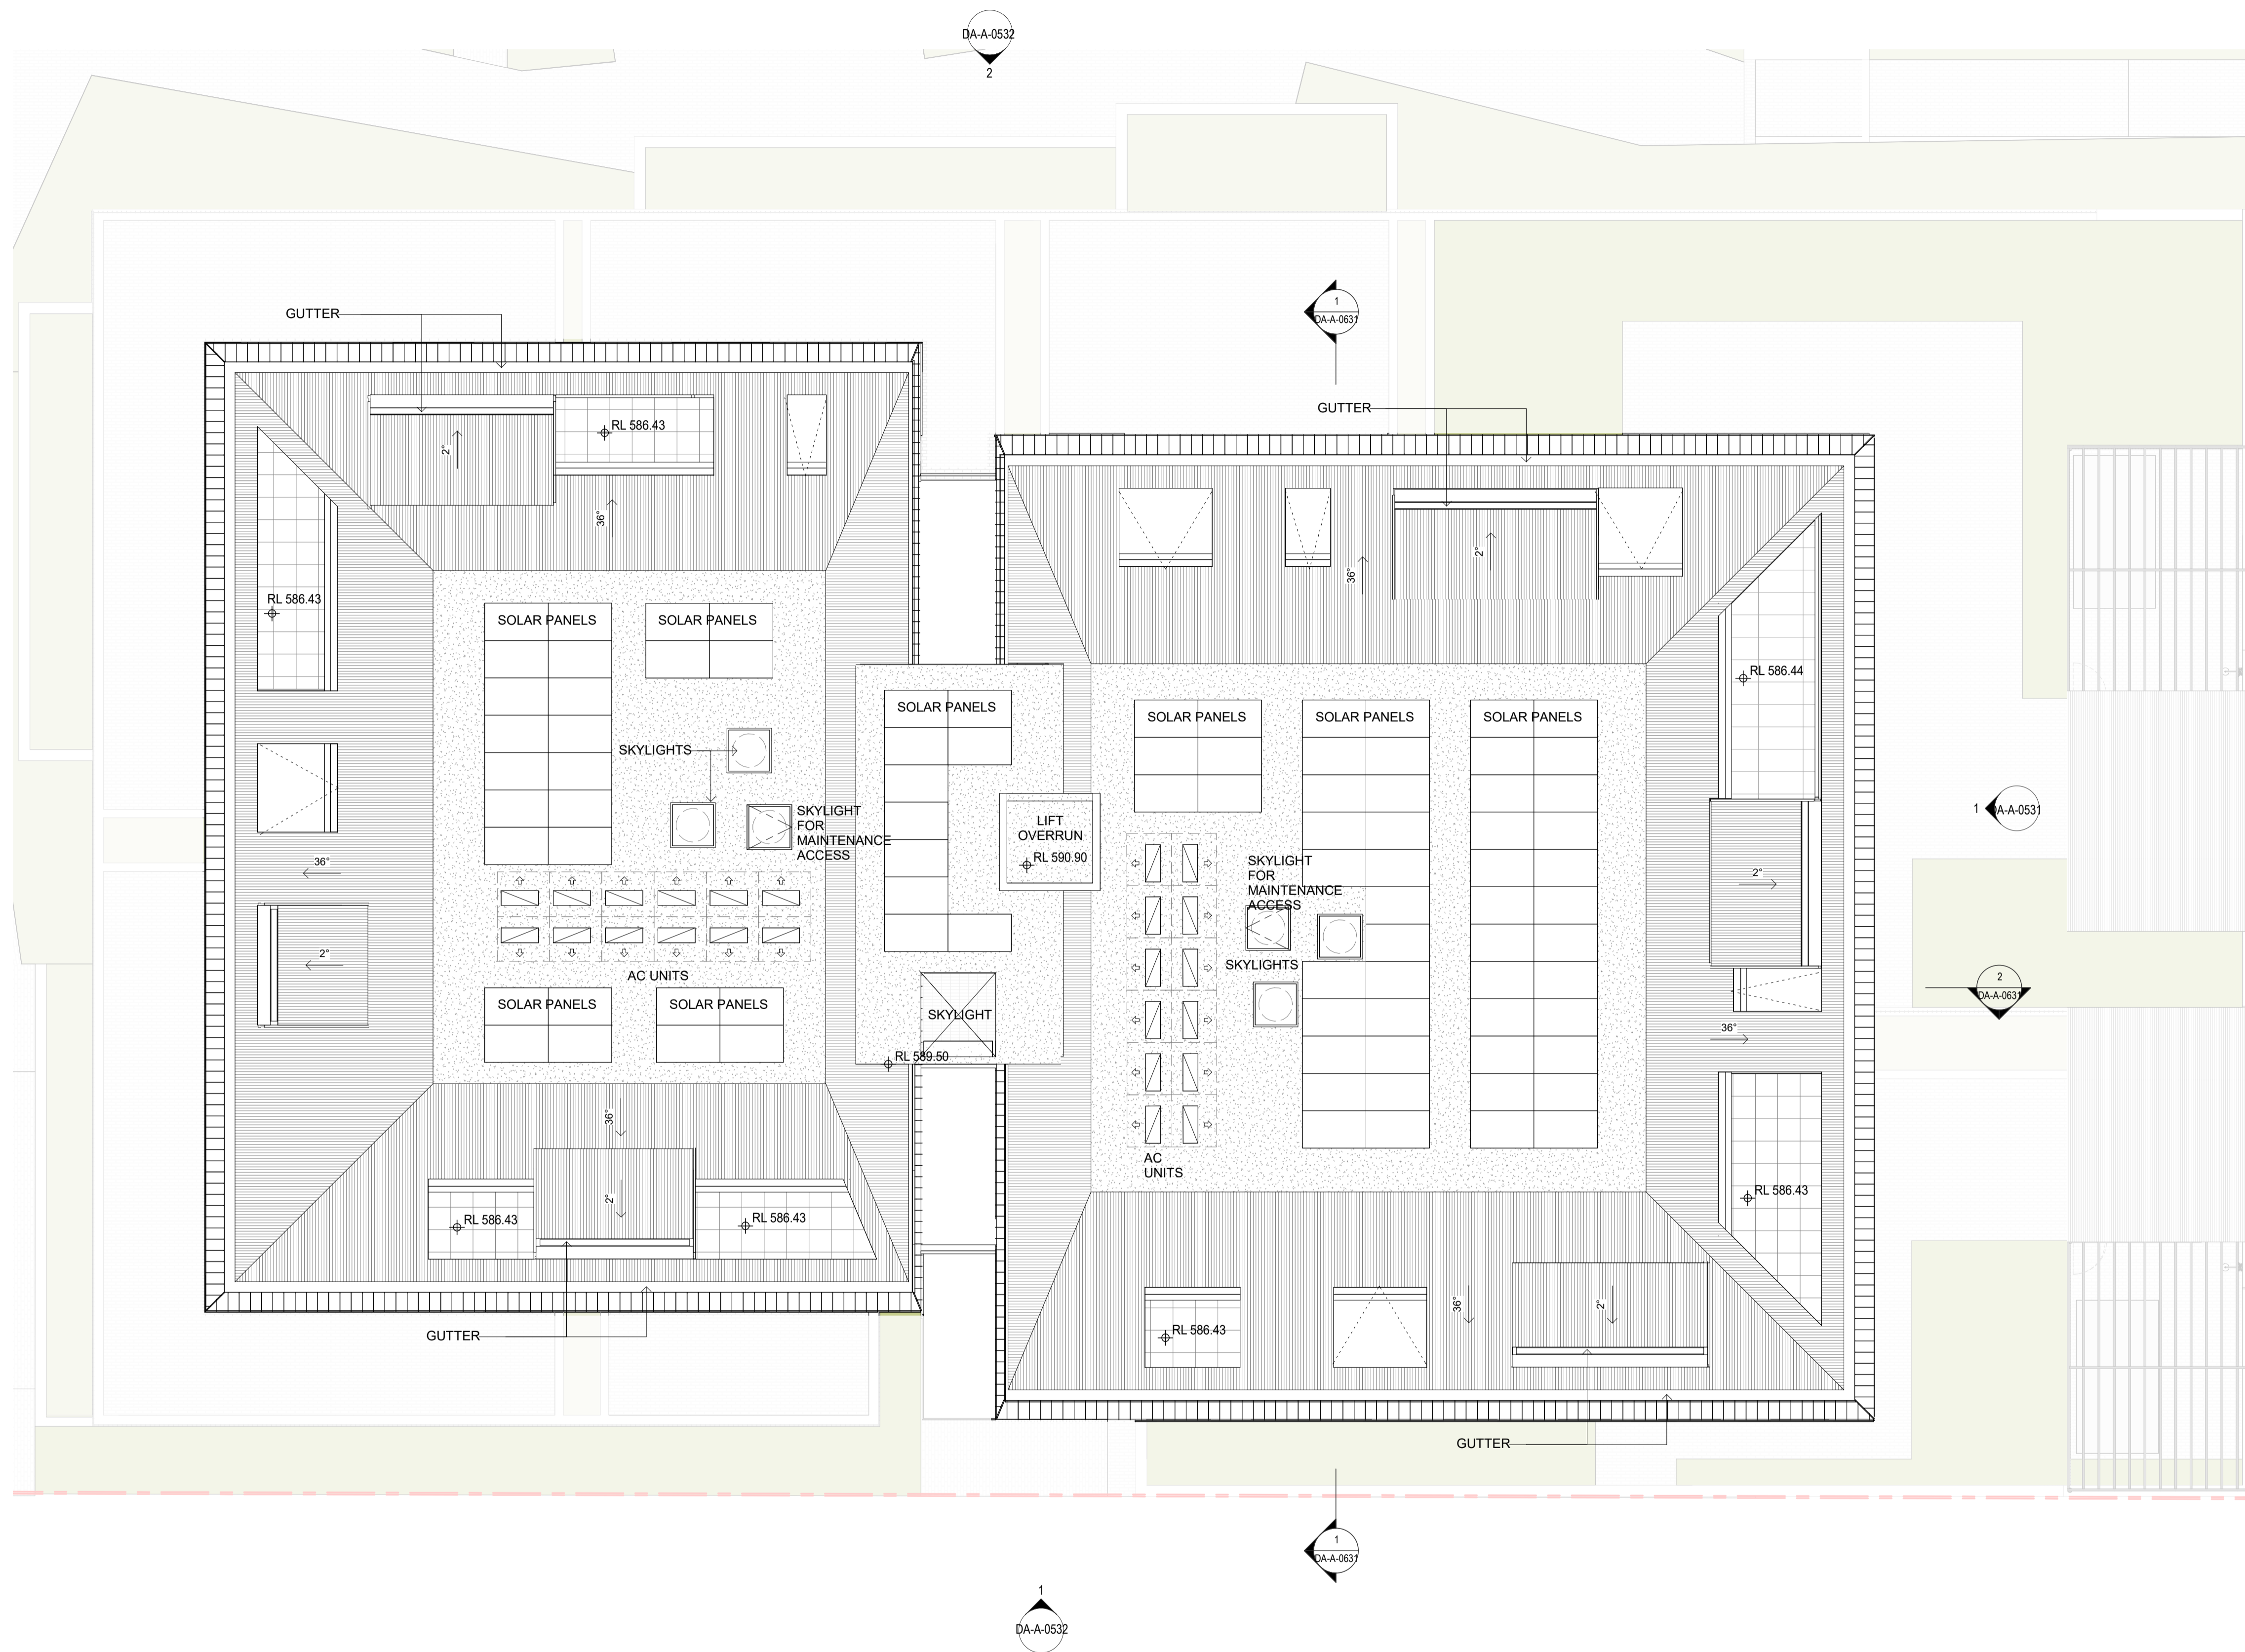 DA-A-0532
2
1
DA-A-0631
GUTTER
GUTTER
RL 586.43
2°
36°
2°
36°
RL 586.43
SOLAR PANELS
SOLAR PANELS
RL 586.44
SOLAR PANELS
SOLAR PANELS
SOLAR PANELS
SOLAR PANELS
SKYLIGHTS
SKYLIGHT
FOR
MAINTENANCE
ACCESS
LIFT
OVERRUN
RL 590.90
1
DA-A-0531
36°
SKYLIGHT
FOR
MAINTENANCE
ACCESS
2°
2°
SKYLIGHTS
AC UNITS
2
DA-A-0631
SOLAR PANELS
SOLAR PANELS
SKYLIGHT
36°
RL 589.50
36°
AC
UNITS
2°
RL 586.43
RL 586.43
RL 586.43
36°
2°
RL 586.43
GUTTER
GUTTER
1
DA-A-0631
1
DA-A-0532